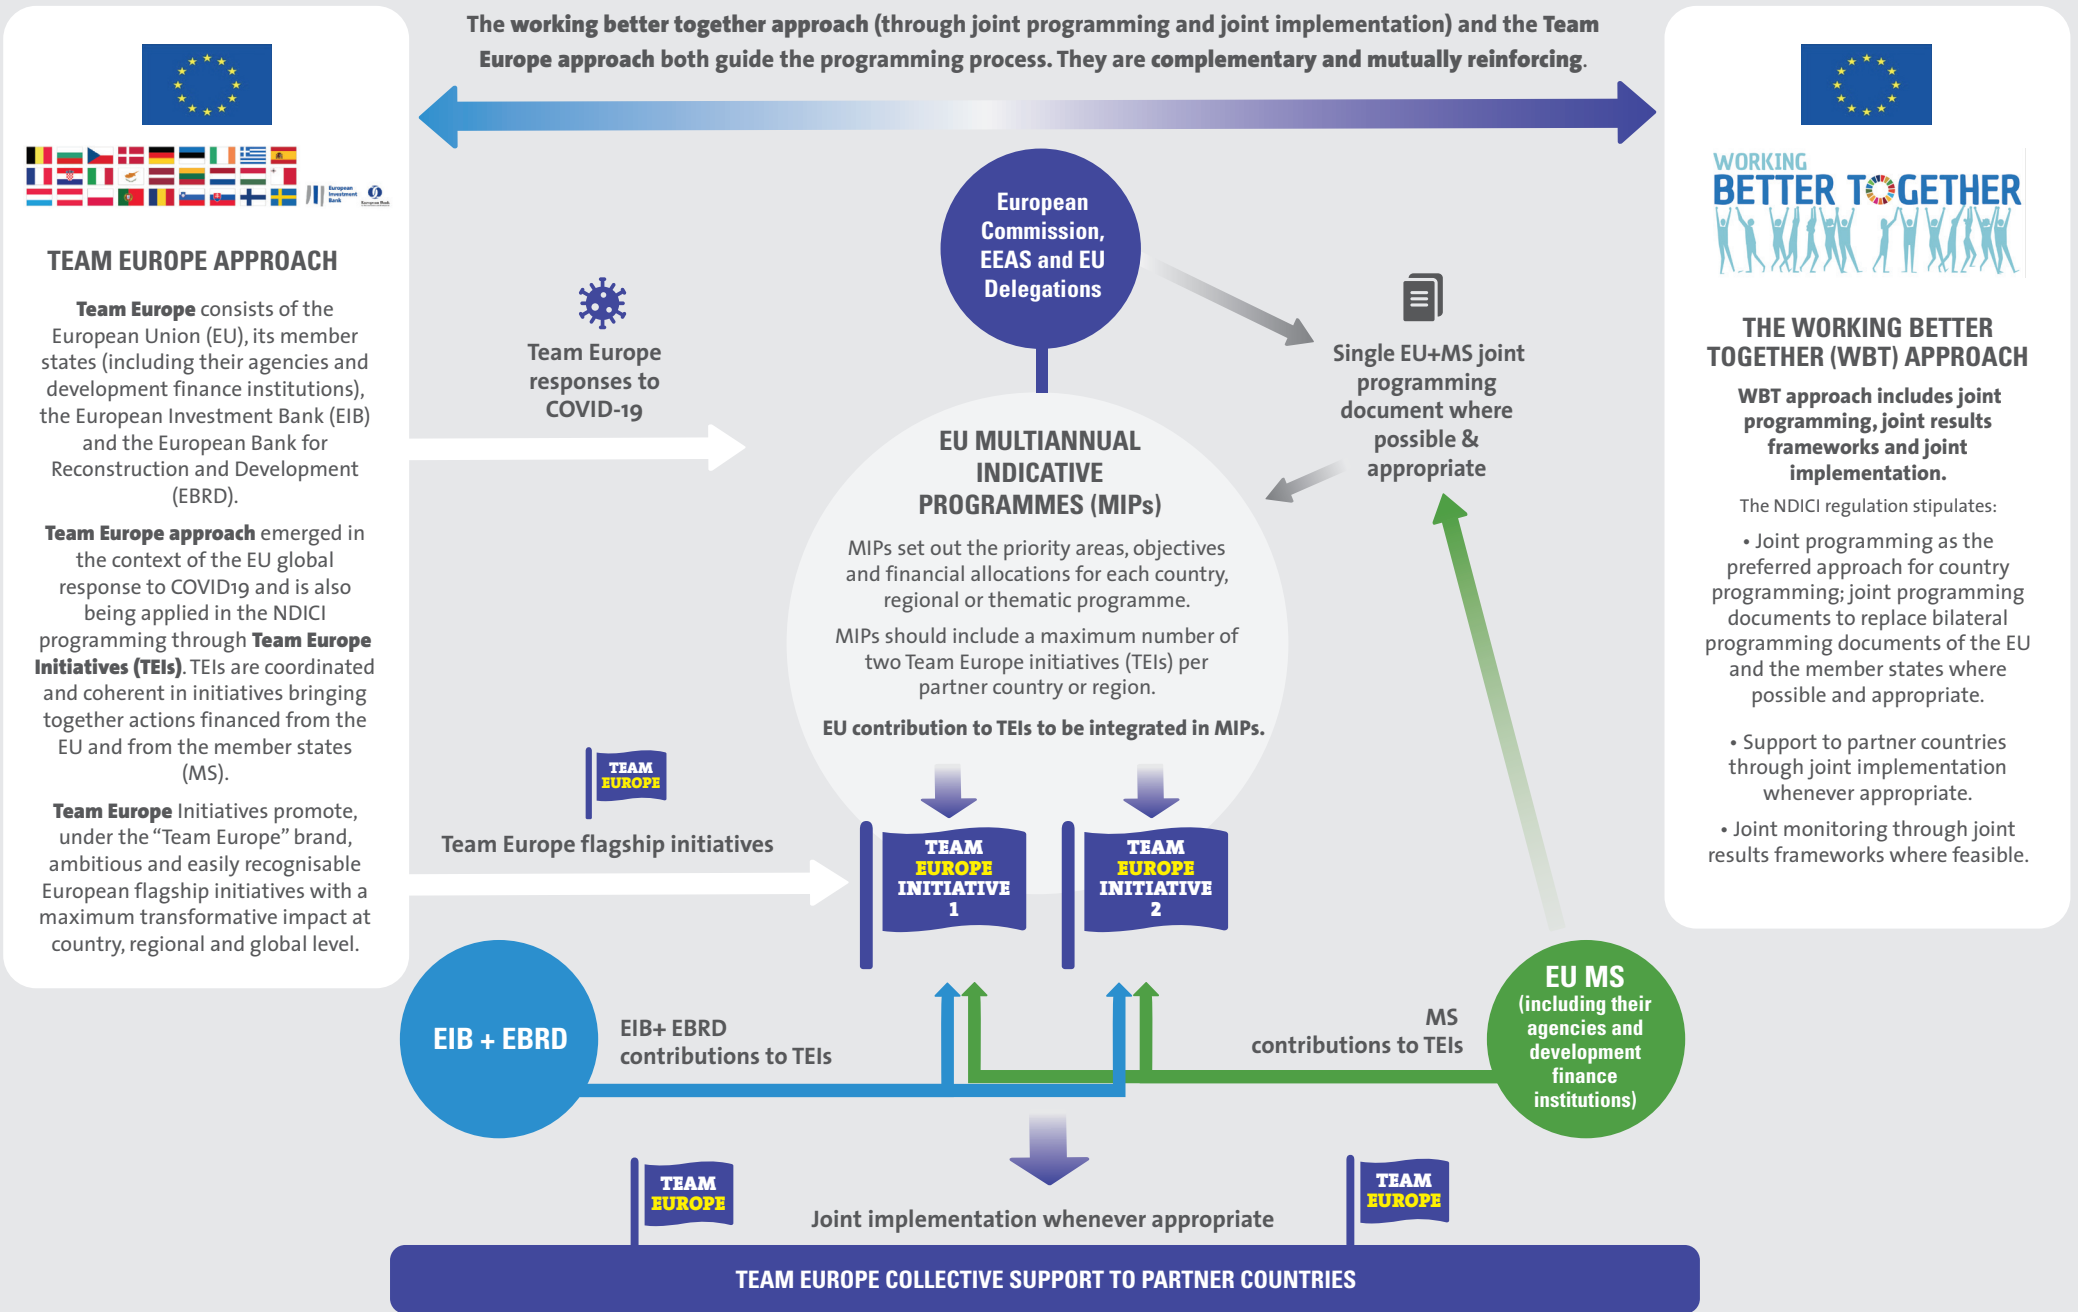 The working better together approach (through joint programming and joint implementation) and the Team
Europe approach both guide the programming process. They are complementary and mutually reinforcing.
European
Investment
Bank
TEAM EUROPE APPROACH
Team Europe consists of the
European Union (EU), its member
states (including their agencies and
development finance institutions),
the European Investment Bank (EIB)
and the European Bank for
Reconstruction and Development
(EBRD).
Team Europe approach emerged in
the context of the EU global
response to COVID19 and is also
being applied in the NDICI
programming through Team Europe
Initiatives (TEIs). TEIs are coordinated
and coherent in initiatives bringing
together actions financed from the
EU and from the member states
(MS).
Team Europe Initiatives promote,
under the “Team Europe” brand,
ambitious and easily recognisable
European flagship initiatives with a
maximum transformative impact at
country, regional and global level.
Team Europe
responses to
COVID-19
TEAM
EUROPE
Team Europe flagship initiatives
European
Commission,
EEAS and EU
Delegations
EU MULTIANNUAL
INDICATIVE
PROGRAMMES (MIPs)
MIPs set out the priority areas, objectives
and financial allocations for each country,
regional or thematic programme.
MIPs should include a maximum number of
two Team Europe initiatives (TEIs) per
partner country or region.
EU contribution to TEIs to be integrated in MIPs.
TEAM
EUROPE
INITIATIVE
1
TEAM
EUROPE
INITIATIVE
2
Single EU+MS joint
programming
document where
possible &
appropriate
WORKING
BETTER TOGETHER
THE WORKING BETTER
TOGETHER (WBT) APPROACH
WBT approach includes joint
programming, joint results
frameworks and joint
implementation.
The NDICI regulation stipulates:
• Joint programming as the
preferred approach for country
programming; joint programming
documents to replace bilateral
programming documents of the EU
and the member states where
possible and appropriate.
• Support to partner countries
through joint implementation
whenever appropriate.
• Joint monitoring through joint
results frameworks where feasible.
EIB + EBRD
EIB+ EBRD
contributions to TEIs
MS
contributions to TEIs
EU MS
(including their
agencies and
development
finance
institutions)
TEAM
EUROPE
Joint implementation whenever appropriate
TEAM
EUROPE
TEAM EUROPE COLLECTIVE SUPPORT TO PARTNER COUNTRIES